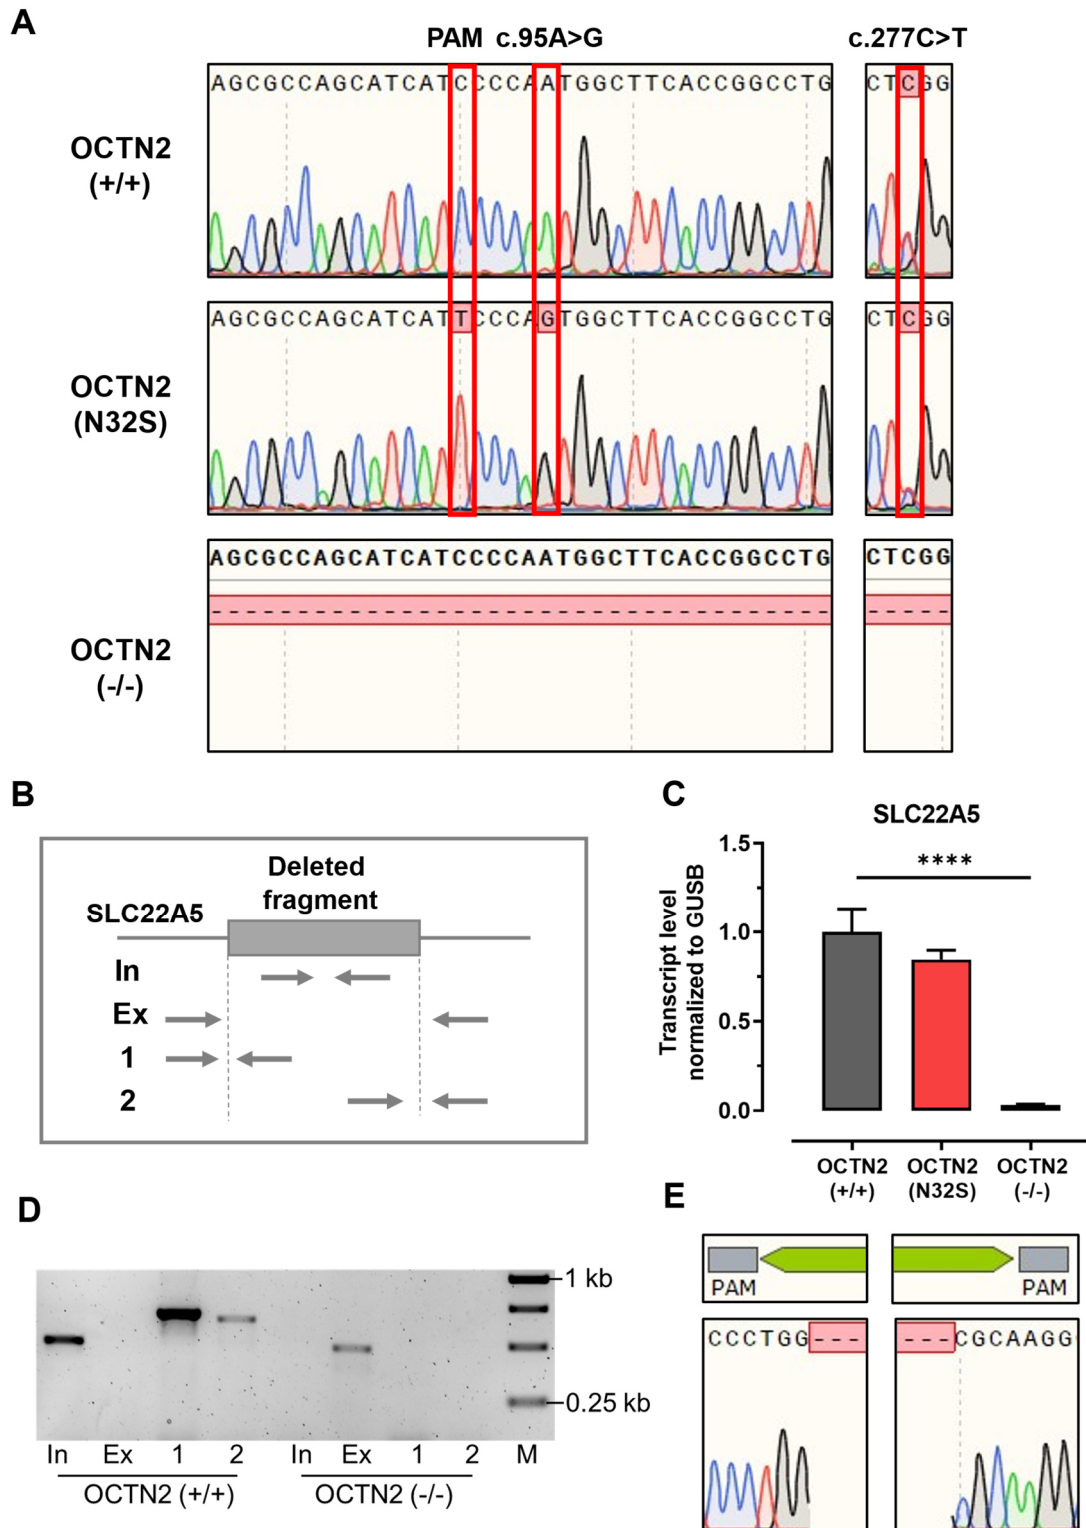 A
PAM c.95A>G c.277C>T
OCTN2
(+/+)
AGCGCCAGCATCATCCCCAATGGCTTCACCGGCCTG CTCGG
OCTN2
(N32S)
AGCGCCAGCATCATTCCCAGTGGCTTCACCGGCCTG CTCGG
OCTN2
(-/-)
AGCGCCAGCATCATCCCCAATGGCTTCACCGGCCTG CTCGG
------------------------------------ -----
B
Deleted
fragment
SLC22A5
In
Ex
1
2
C
SLC22A5
Transcript level
normalized to GUSB
1.5
1.0
0.5
0.0
****
OCTN2
(+/+)
OCTN2
(N32S)
OCTN2
(-/-)
D
1 kb
0.25 kb
In Ex 1 2 In Ex 1 2 M
OCTN2 (+/+) OCTN2 (-/-)
E
PAM PAM
CCCTGG--- ---CGCAAGG